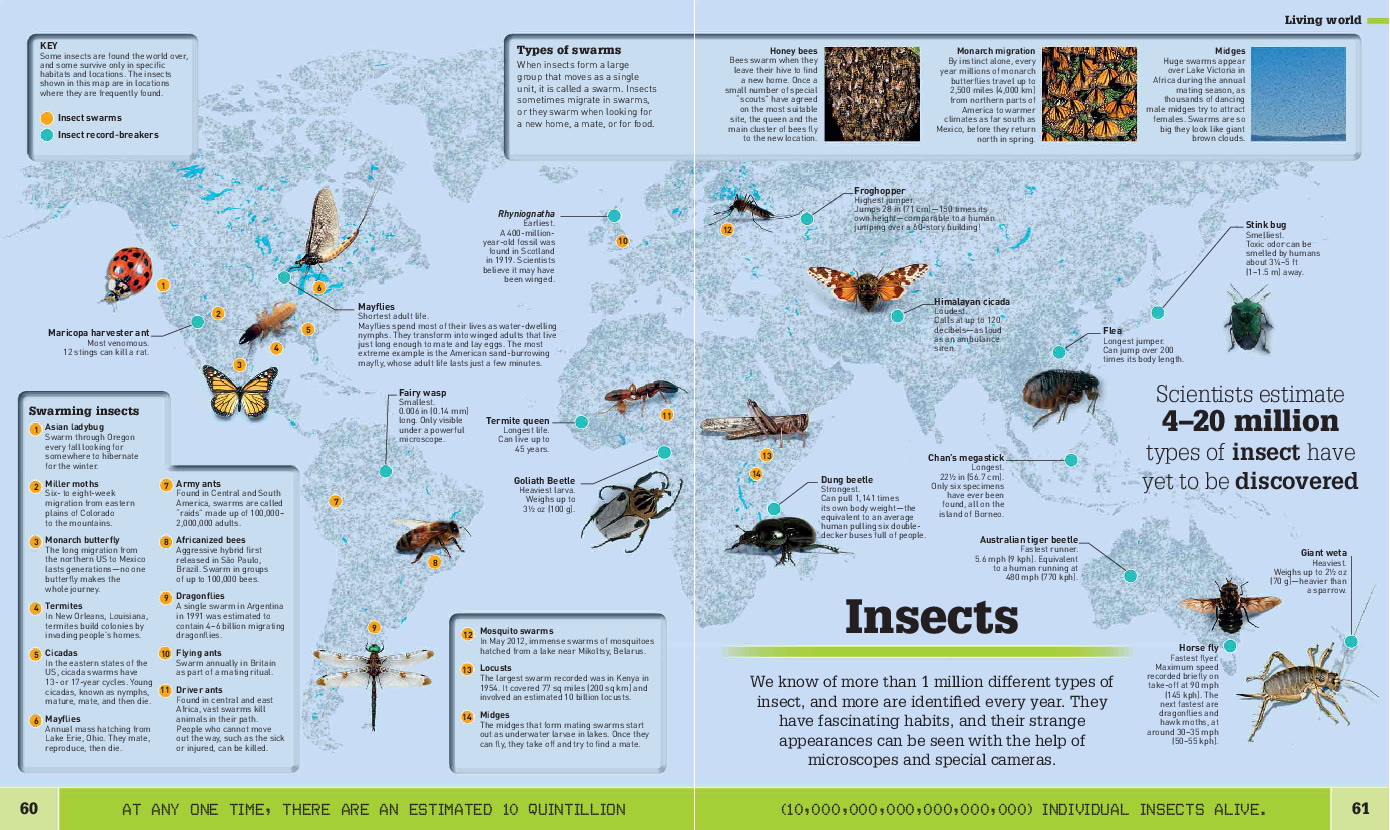 Living world
KEY
Some insects are found the world over,
and some survive only in specific
habitats and locations. The insects
shown in this map are in locations
where they are frequently found.
Insect swarms
Insect record-breakers
Types of swarms
When insects form a large
group that moves as a single
unit, it is called a swarm. Insects
sometimes migrate in swarms,
or they swarm when looking for
a new home, a mate, or for food.
Honey bees
Bees swarm when they
leave their hive to find
a new home. Once a
small number of special
“scouts” have agreed
on the most suitable
site, the queen and the
main cluster of bees fly
to the new location.
Monarch migration
By instinct alone, every
year millions of monarch
butterflies travel up to
2,500 miles (4,000 km)
from northern parts of
America to warmer
climates as far south as
Mexico, before they return
north in spring.
Midges
Huge swarms appear
over Lake Victoria in
Africa during the annual
mating season, as
thousands of dancing
male midges try to attract
females. Swarms are so
big they look like giant
brown clouds.
Rhyniognatha
Earliest.
A 400-million-
year-old fossil was
found in Scotland
in 1919. Scientists
believe it may have
been winged.
10
12
Froghopper
Highest jumper.
Jumps 28 in (71 cm)—150 times its
own height—comparable to a human
jumping over a 60-story building!
Stink bug
Smelliest.
Toxic odor can be
smelled by humans
about 3¼–5 ft
(1–1.5 m) away.
1
2
3
4
5
6
Maricopa harvester ant
Most venomous.
12 stings can kill a rat.
Mayflies
Shortest adult life.
Mayflies spend most of their lives as water-dwelling
nymphs. They transform into winged adults that live
just long enough to mate and lay eggs. The most
extreme example is the American sand-burrowing
mayfly, whose adult life lasts just a few minutes.
Himalayan cicada
Loudest.
Calls at up to 120
decibels—as loud
as an ambulance
siren.
Flea
Longest jumper.
Can jump over 200
times its body length.
Fairy wasp
Smallest.
0.006 in (0.14 mm)
long. Only visible
under a powerful
microscope.
Termite queen
Longest life.
Can live up to
45 years.
11
Goliath Beetle
Heaviest larva.
Weighs up to
3½ oz (100 g).
13
14
Dung beetle
Strongest.
Can pull 1,141 times
its own body weight—the
equivalent to an average
human pulling six double-
decker buses full of people.
Chan's megastick
Longest.
22½ in (56.7 cm).
Only six specimens
have ever been
found, all on the
island of Borneo.
Scientists estimate
4–20 million
types of insect have
yet to be discovered
Australian tiger beetle
Fastest runner.
5.6 mph (9 kph). Equivalent
to a human running at
480 mph (770 kph).
Giant weta
Heaviest.
Weighs up to 2½ oz
(70 g)—heavier than
a sparrow.
Horse fly
Fastest flyer.
Maximum speed
recorded briefly on
take-off at 90 mph
(145 kph). The
next fastest are
dragonflies and
hawk moths, at
around 30–35 mph
(50–55 kph).
7
8
9
Swarming insects
1 Asian ladybug
Swarm through Oregon
every fall looking for
somewhere to hibernate
for the winter.
2 Miller moths
Six- to eight-week
migration from eastern
plains of Colorado
to the mountains.
3 Monarch butterfly
The long migration from
the northern US to Mexico
lasts generations—no one
butterfly makes the
whole journey.
4 Termites
In New Orleans, Louisiana,
termites build colonies by
invading people's homes.
5 Cicadas
In the eastern states of the
US, cicada swarms have
13- or 17-year cycles. Young
cicadas, known as nymphs,
mature, mate, and then die.
6 Mayflies
Annual mass hatching from
Lake Erie, Ohio. They mate,
reproduce, then die.
7 Army ants
Found in Central and South
America, swarms are called
“raids” made up of 100,000–
2,000,000 adults.
8 Africanized bees
Aggressive hybrid first
released in São Paulo,
Brazil. Swarm in groups
of up to 100,000 bees.
9 Dragonflies
A single swarm in Argentina
in 1991 was estimated to
contain 4–6 billion migrating
dragonflies.
10 Flying ants
Swarm annually in Britain
as part of a mating ritual.
11 Driver ants
Found in central and east
Africa, vast swarms kill
animals in their path.
People who cannot move
out the way, such as the sick
or injured, can be killed.
12 Mosquito swarms
In May 2012, immense swarms of mosquitoes
hatched from a lake near Mikoltsy, Belarus.
13 Locusts
The largest swarm recorded was in Kenya in
1954. It covered 77 sq miles (200 sq km) and
involved an estimated 10 billion locusts.
14 Midges
The midges that form mating swarms start
out as underwater larvae in lakes. Once they
can fly, they take off and try to find a mate.
Insects
We know of more than 1 million different types of
insect, and more are identified every year. They
have fascinating habits, and their strange
appearances can be seen with the help of
microscopes and special cameras.
60
AT ANY ONE TIME, THERE ARE AN ESTIMATED 10 QUINTILLION
(10,000,000,000,000,000,000) INDIVIDUAL INSECTS ALIVE.
61